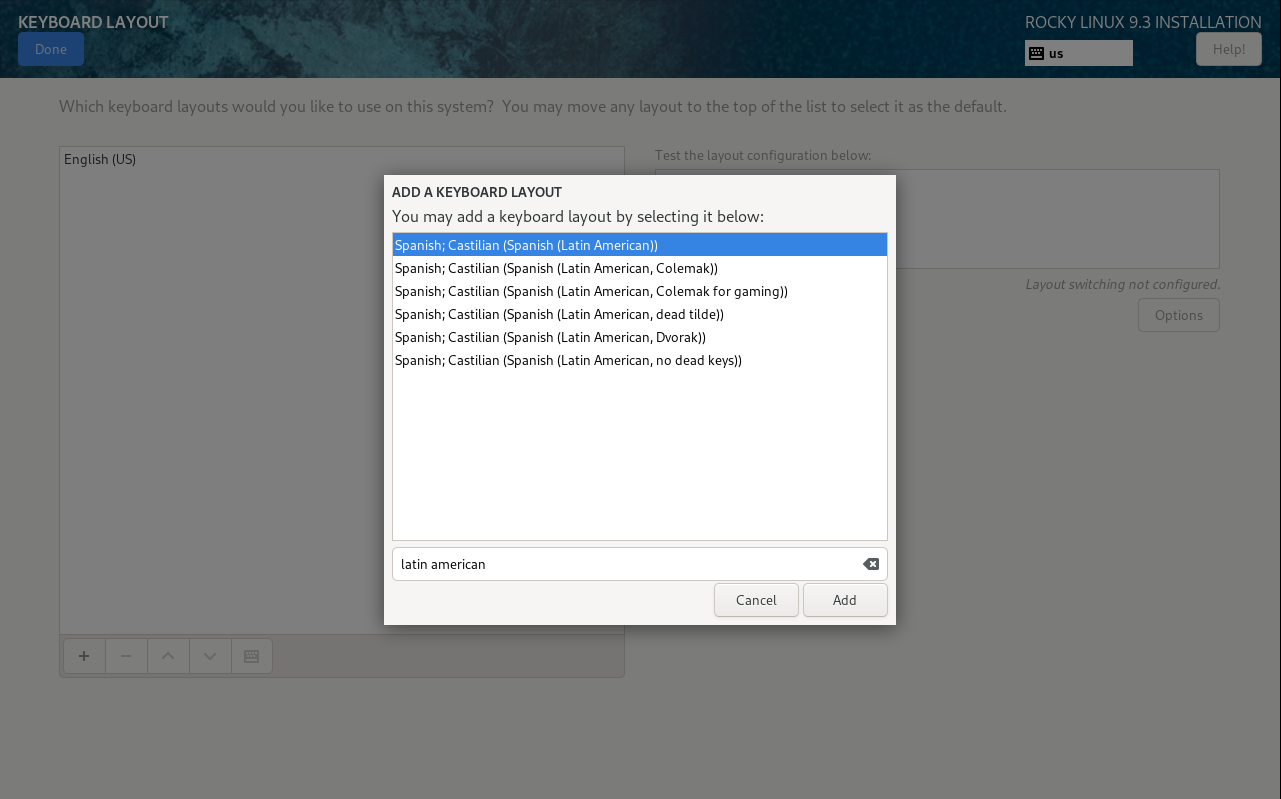 KEYBOARD LAYOUT
ROCKY LINUX 9.3 INSTALLATION
Done
us
Help!
Which keyboard layouts would you like to use on this system?  You may move any layout to the top of the list to select it as the default.
English (US)
Test the layout configuration below:
ADD A KEYBOARD LAYOUT
You may add a keyboard layout by selecting it below:
Spanish; Castilian (Spanish (Latin American))
Spanish; Castilian (Spanish (Latin American, Colemak))
Spanish; Castilian (Spanish (Latin American, Colemak for gaming))
Spanish; Castilian (Spanish (Latin American, dead tilde))
Spanish; Castilian (Spanish (Latin American, Dvorak))
Spanish; Castilian (Spanish (Latin American, no dead keys))
Layout switching not configured.
Options
latin american
Cancel
Add